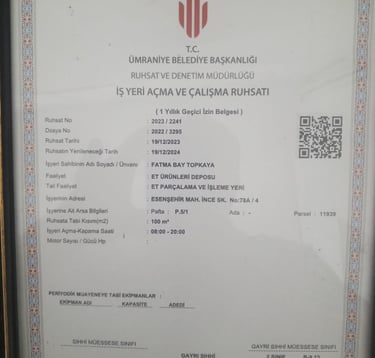 T.C.
ÜMRANİYE BELEDİYE BAŞKANLIĞI
RUHSAT VE DENETİM MÜDÜRLÜĞÜ
İŞ YERİ AÇMA VE ÇALIŞMA RUHSATI
( 1 Yıllık Geçici İzin Belgesi )
Ruhsat No : 2023 / 2241
Dosya No : 2022 / 3295
Ruhsat Tarihi : 19/12/2023
Ruhsatın Yenileneceği Tarih : 19/12/2024
İşyeri Sahibinin Adı Soyadı / Ünvanı : FATMA BAY TOPKAYA
Faaliyet : ET ÜRÜNLERİ DEPOSU
Tali Faaliyet : ET PARÇALAMA VE İŞLEME YERİ
İşyerinin Adresi : ESENŞEHİR MAH. İNCE SK. No:78A / 4
İşyerine Ait Arsa Bilgileri : Pafta : P.5/1 Ada : - Parsel : 11939
Ruhsata Tabi Kısım(m2) : 100 m²
İşyeri Açma-Kapama Saati : 08:00 - 20:00
Motor Sayısı / Gücü Hp :
PERİYODİK MUAYENEYE TABİ EKİPMANLAR :
EKİPMAN ADI KAPASİTE ADEDİ
SIHHİ MÜESSESE SINIFI GAYRİ SIHHİ MÜESSESE SINIFI
GAYRİ SIHHİ 2.SINIF